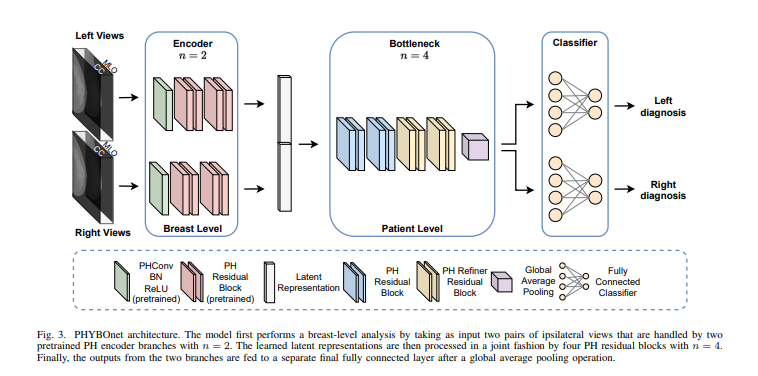 Left Views
MLO
CC
Right Views
MLO
CC
Encoder
n = 2
Breast Level
Bottleneck
n = 4
Patient Level
Classifier
Left
diagnosis
Right
diagnosis
PHConv
BN
ReLU
(pretrained)
PH
Residual
Block
(pretrained)
Latent
Representation
PH
Residual
Block
PH Refiner
Residual
Block
Global
Average
Pooling
Fully
Connected
Classifier
Fig. 3. PHYBOnet architecture. The model first performs a breast-level analysis by taking as input two pairs of ipsilateral views that are handled by two
pretrained PH encoder branches with n = 2. The learned latent representations are then processed in a joint fashion by four PH residual blocks with n = 4.
Finally, the outputs from the two branches are fed to a separate final fully connected layer after a global average pooling operation.